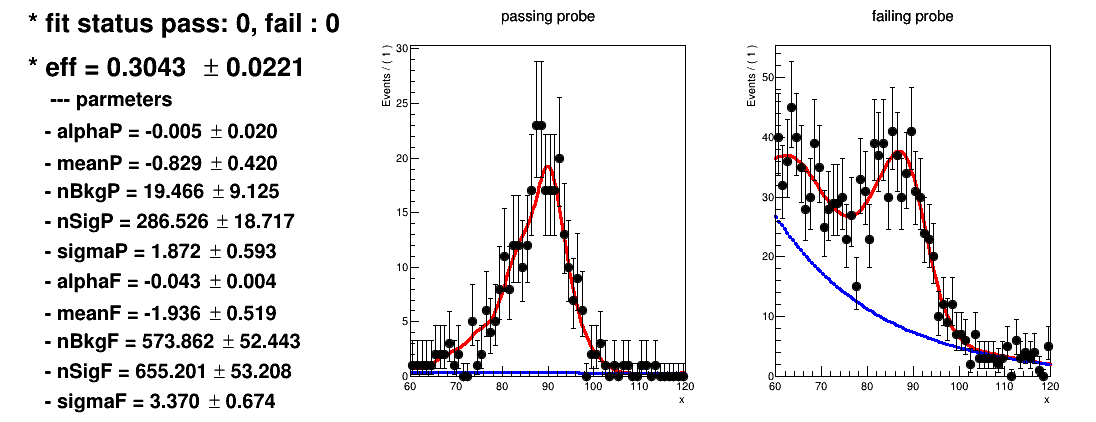 * fit status pass: 0, fail : 0
* eff = 0.3043 ± 0.0221
--- parmeters
- alphaP = -0.005 ± 0.020
- meanP = -0.829 ± 0.420
- nBkgP = 19.466 ± 9.125
- nSigP = 286.526 ± 18.717
- sigmaP = 1.872 ± 0.593
- alphaF = -0.043 ± 0.004
- meanF = -1.936 ± 0.519
- nBkgF = 573.862 ± 52.443
- nSigF = 655.201 ± 53.208
- sigmaF = 3.370 ± 0.674
passing probe
Events / ( 1 )
30
25
20
15
10
5
0
60 70 80 90 100 110 120
x
failing probe
Events / ( 1 )
50
40
30
20
10
0
60 70 80 90 100 110 120
x